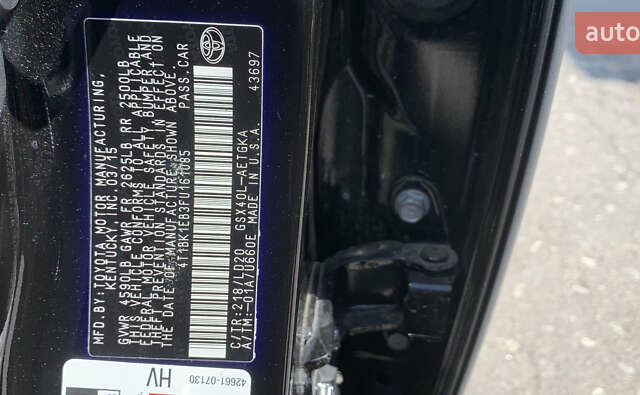 MFD. BY:TOYOTA MOTOR MANUFACTURING,
KENTUCKY, INC. 03/15
GVWR 4590LB GAWR FR 2625LB RR 2500LB
THIS VEHICLE CONFORMS TO ALL APPLICABLE
FEDERAL MOTOR VEHICLE SAFETY, BUMPER, AND
THEFT PREVENTION STANDARDS IN EFFECT ON
THE DATE OF MANUFACTURE SHOWN ABOVE.
4T1BK1EB3FU161085 PASS.CAR
C/TR:218/LD20 GSX40L-AETGKA
A/TM:-01A/U660E MADE IN U.S.A.
43697
TOYOTA
HV
42661-07130
auto